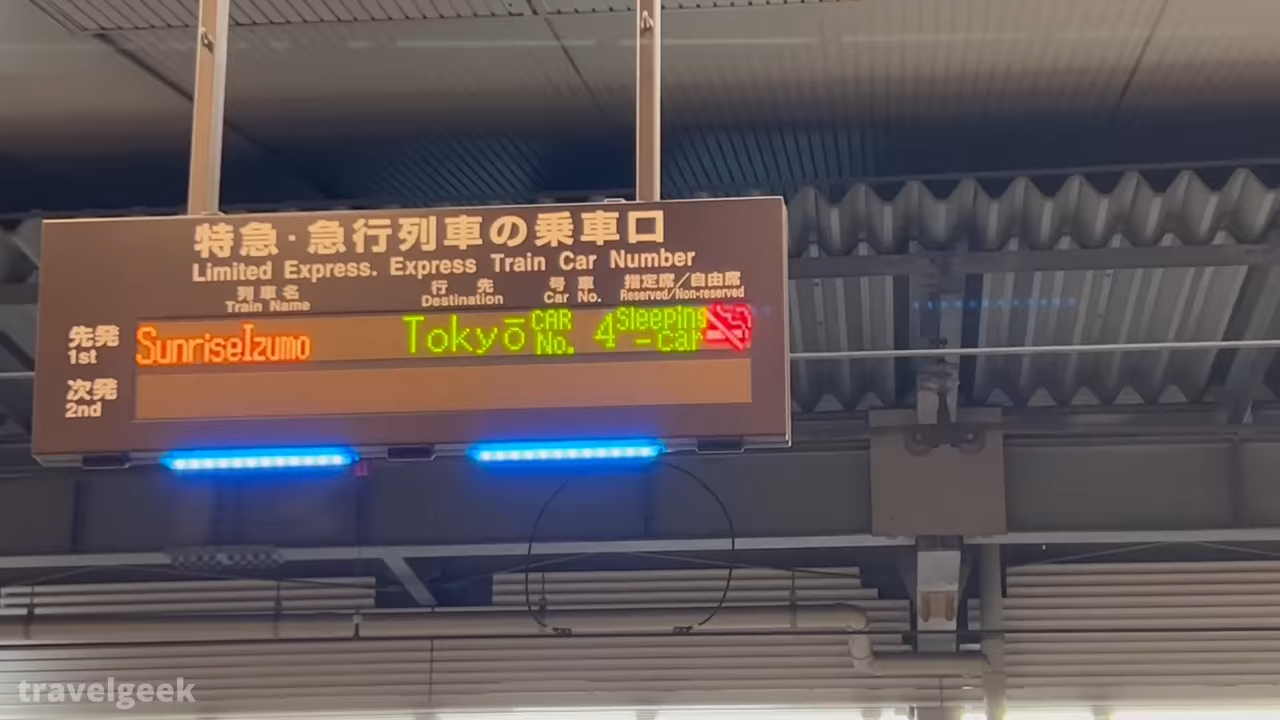 特急・急行列車の乗車口
Limited Express. Express Train Car Number
列車名 行先 号車 指定席/自由席
Train Name Destination Car No. Reserved/Non-reserved
先発 SunriseIzumo Tokyō CAR No. 4 Sleeping-car
1st
次発
2nd
travelgeek